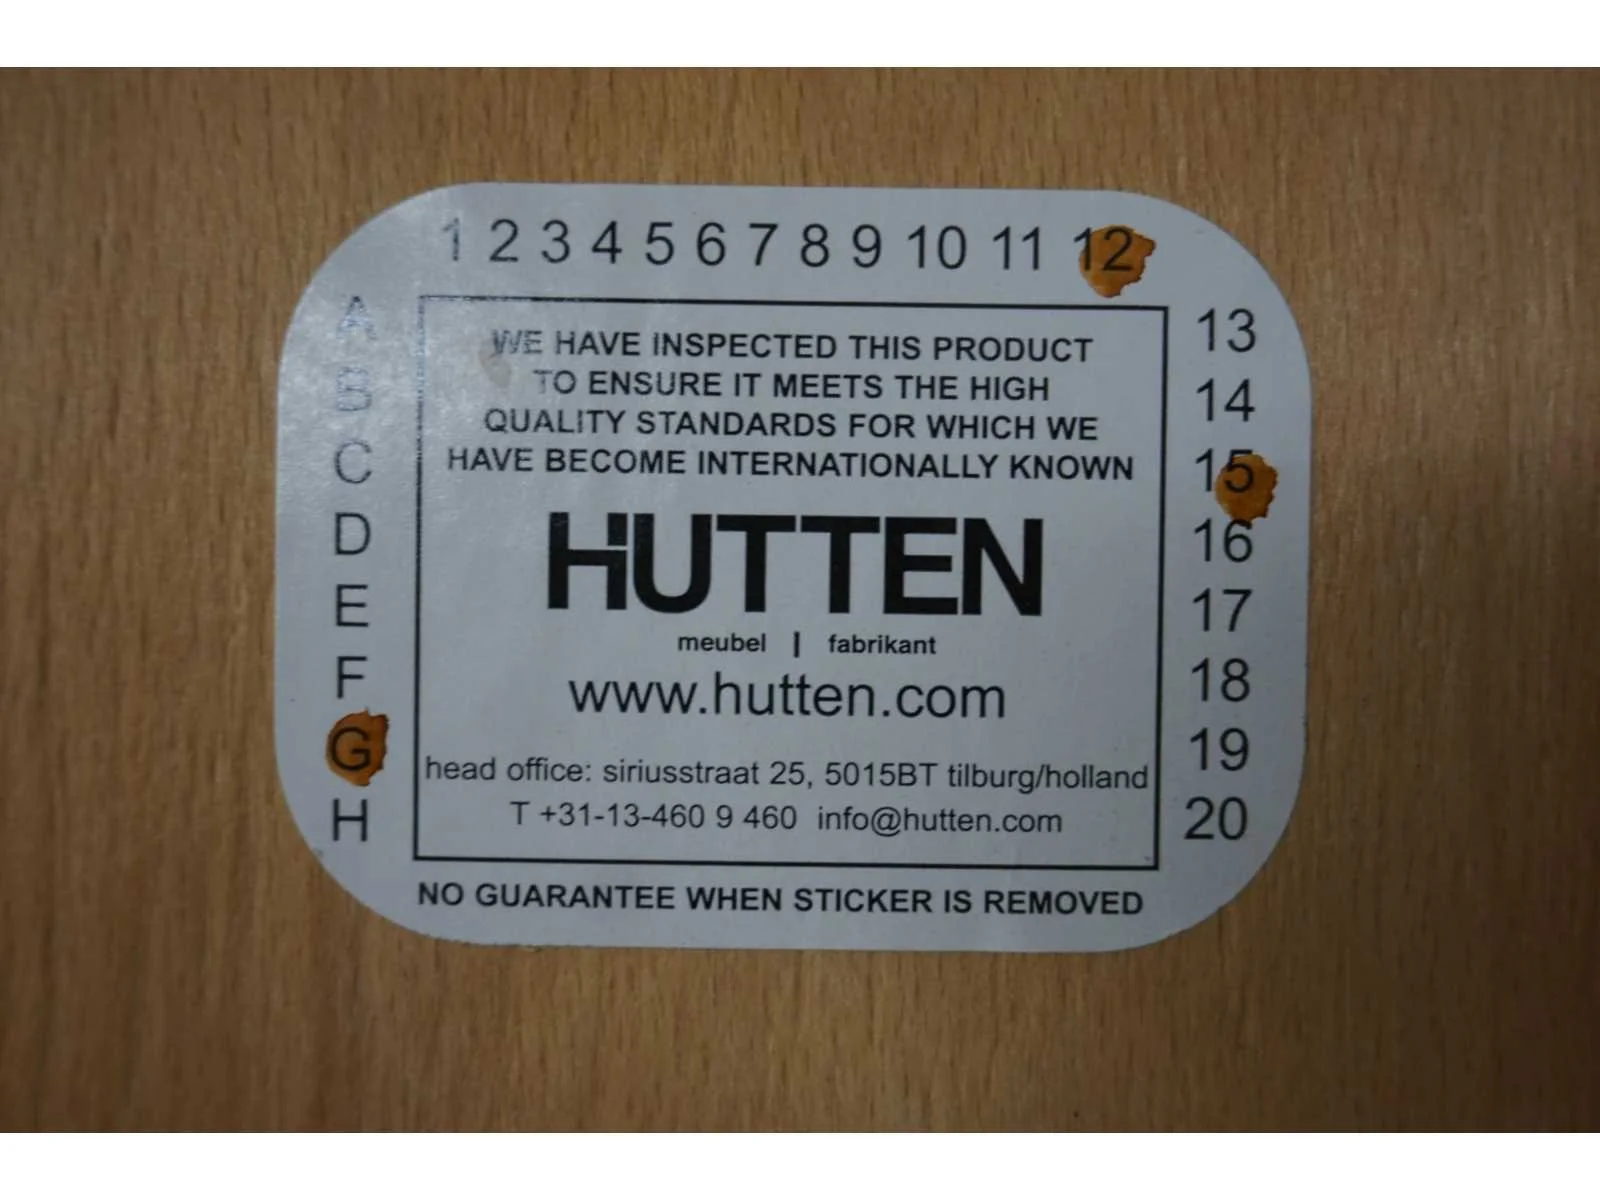 1 2 3 4 5 6 7 8 9 10 11 12
A
B
C
D
E
F
G
H
WE HAVE INSPECTED THIS PRODUCT
TO ENSURE IT MEETS THE HIGH
QUALITY STANDARDS FOR WHICH WE
HAVE BECOME INTERNATIONALLY KNOWN
HUTTEN
meubel | fabrikant
www.hutten.com
head office: siriusstraat 25, 5015BT tilburg/holland
T +31-13-460 9 460 info@hutten.com
13
14
15
16
17
18
19
20
NO GUARANTEE WHEN STICKER IS REMOVED